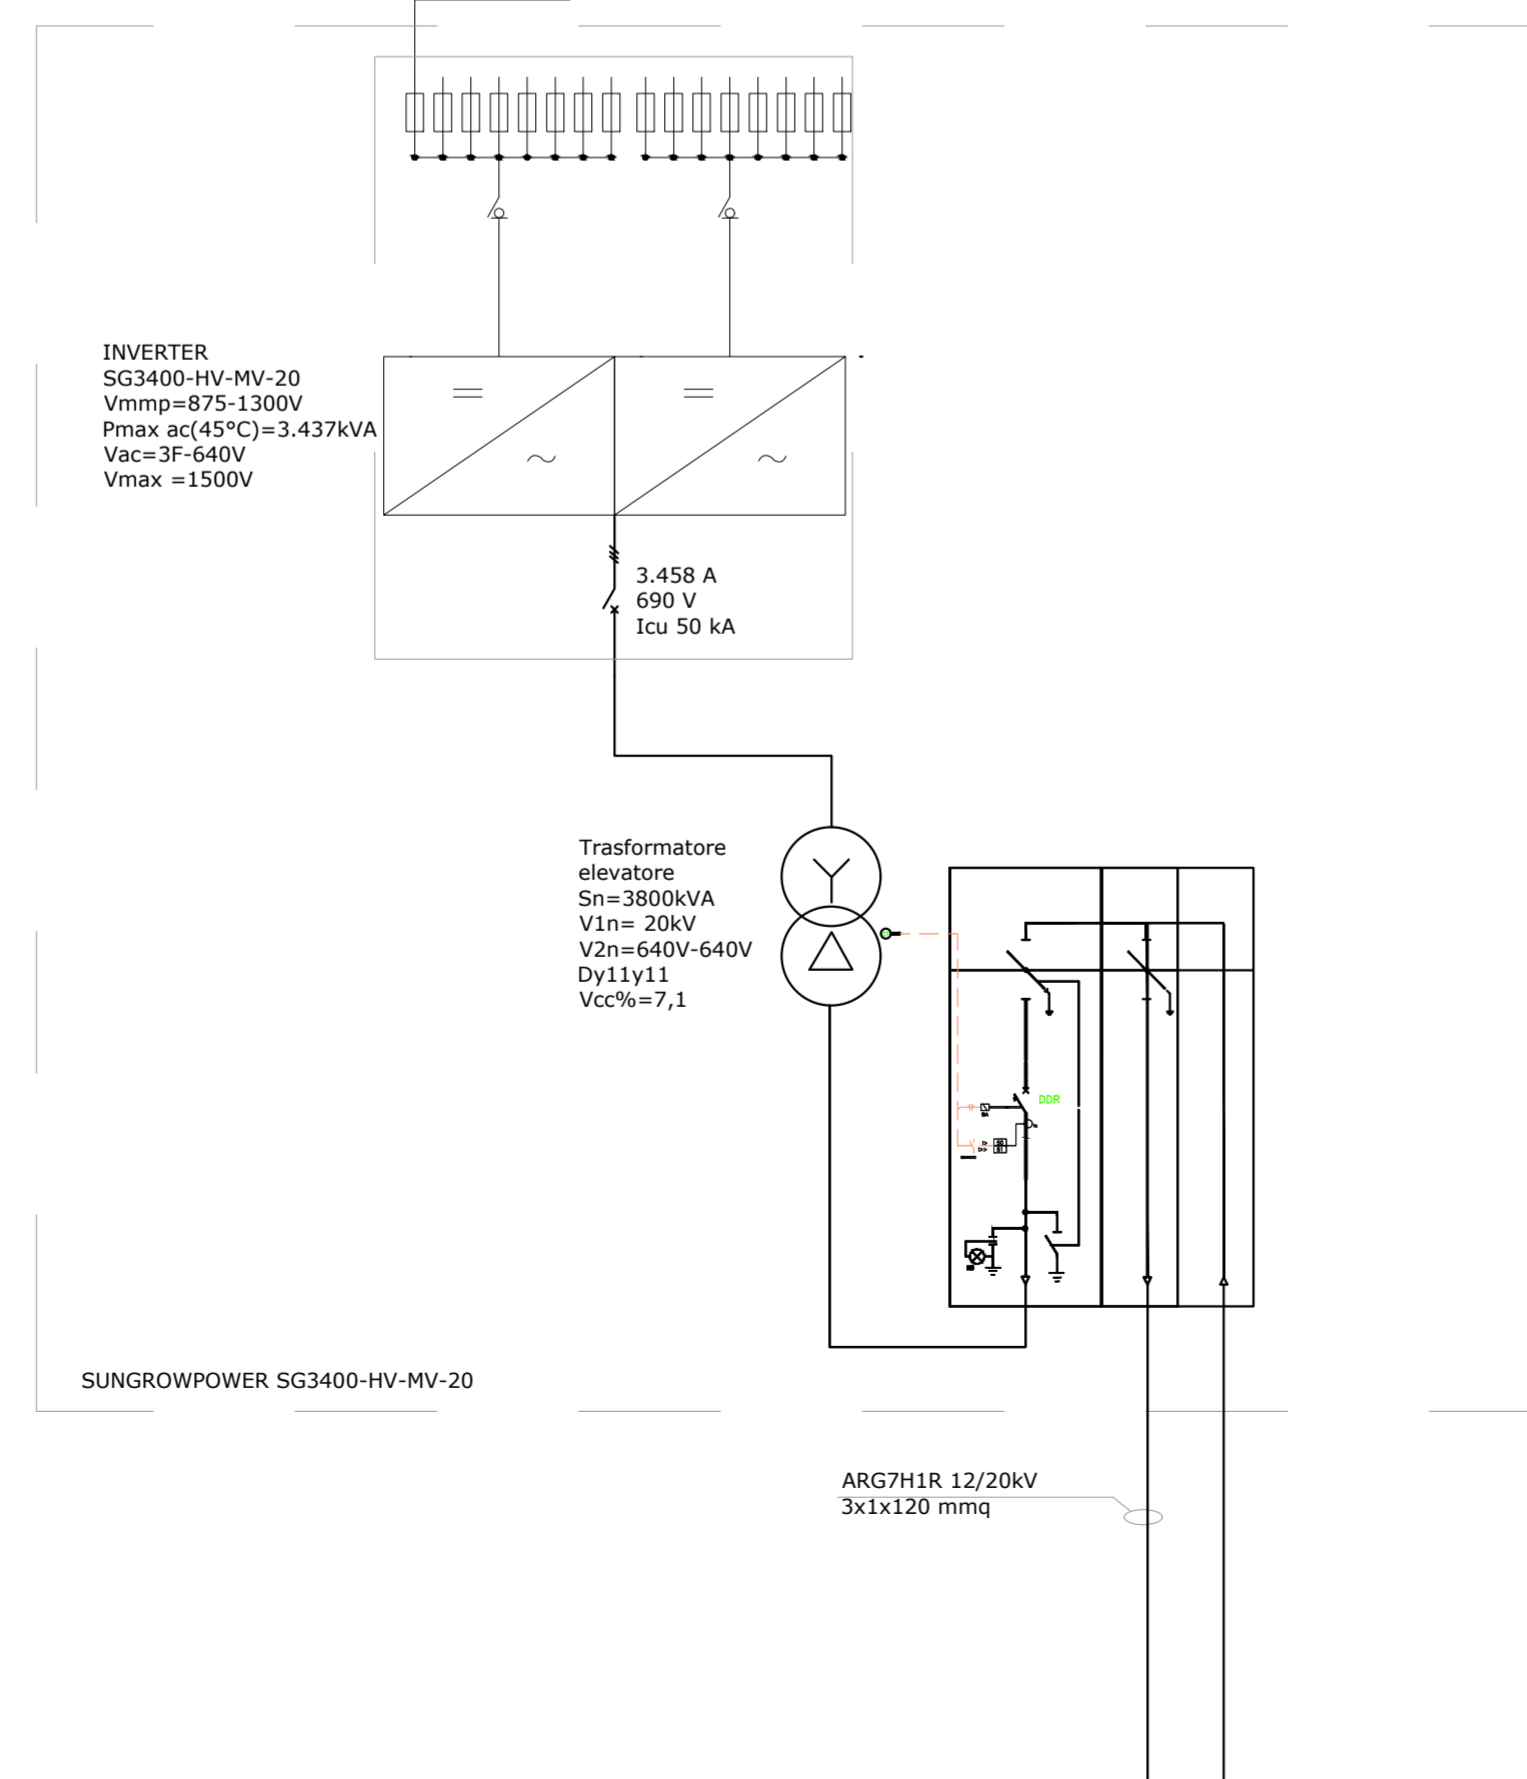 INVERTER
SG3400-HV-MV-20
Vmmp=875-1300V
Pmax ac(45°C)=3.437kVA
Vac=3F-640V
Vmax =1500V
3.458 A
690 V
Icu 50 kA
Trasformatore
elevatore
Sn=3800kVA
V1n= 20kV
V2n=640V-640V
Dy11y11
Vcc%=7,1
DDR
SUNGROWPOWER SG3400-HV-MV-20
ARG7H1R 12/20kV
3x1x120 mmq